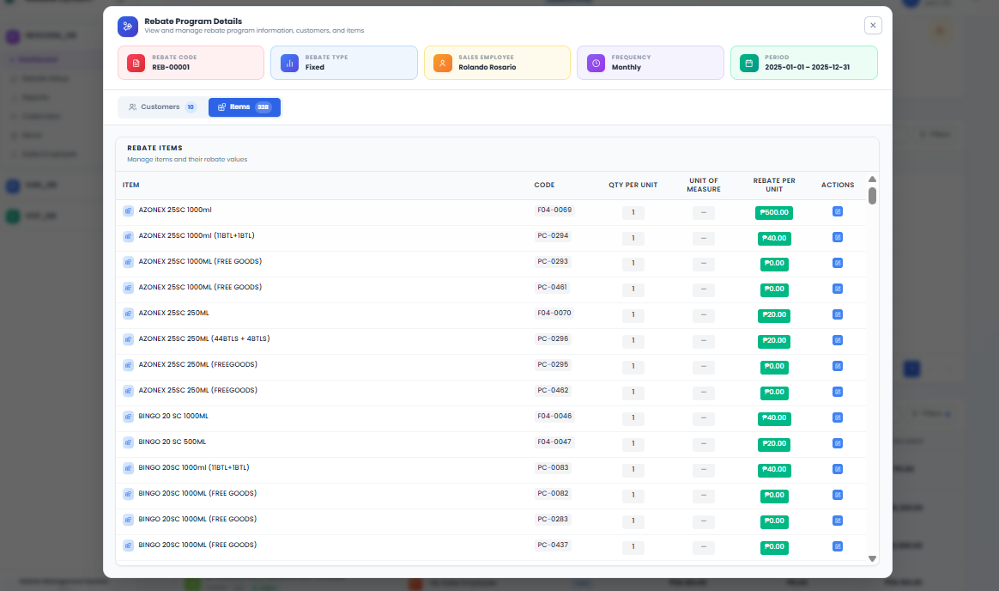 Rebate Program Details
View and manage rebate program information, customers, and items
REBATE CODE
REB-00001
REBATE TYPE
Fixed
SALES EMPLOYEE
Rolando Rosario
FREQUENCY
Monthly
PERIOD
2025-01-01 – 2025-12-31
Customers 10
Items 328
REBATE ITEMS
Manage items and their rebate values
ITEM CODE QTY PER UNIT UNIT OF MEASURE REBATE PER UNIT ACTIONS
AZONEX 25SC 1000ml F04-0069 1 — ₱500.00
AZONEX 25SC 1000ml (11BTL+1BTL) PC-0294 1 — ₱40.00
AZONEX 25SC 1000ML (FREE GOODS) PC-0293 1 — ₱0.00
AZONEX 25SC 1000ML (FREE GOODS) PC-0461 1 — ₱0.00
AZONEX 25SC 250ML F04-0070 1 — ₱20.00
AZONEX 25SC 250ML (44BTLS + 4BTLS) PC-0296 1 — ₱20.00
AZONEX 25SC 250ML (FREEGOODS) PC-0295 1 — ₱0.00
AZONEX 25SC 250ML (FREEGOODS) PC-0462 1 — ₱0.00
BINGO 20 SC 1000ML F04-0046 1 — ₱40.00
BINGO 20 SC 500ML F04-0047 1 — ₱20.00
BINGO 20SC 1000ml (11BTL+1BTL) PC-0083 1 — ₱40.00
BINGO 20SC 1000ML (FREE GOODS) PC-0082 1 — ₱0.00
BINGO 20SC 1000ML (FREE GOODS) PC-0283 1 — ₱0.00
BINGO 20SC 1000ML (FREE GOODS) PC-0437 1 — ₱0.00